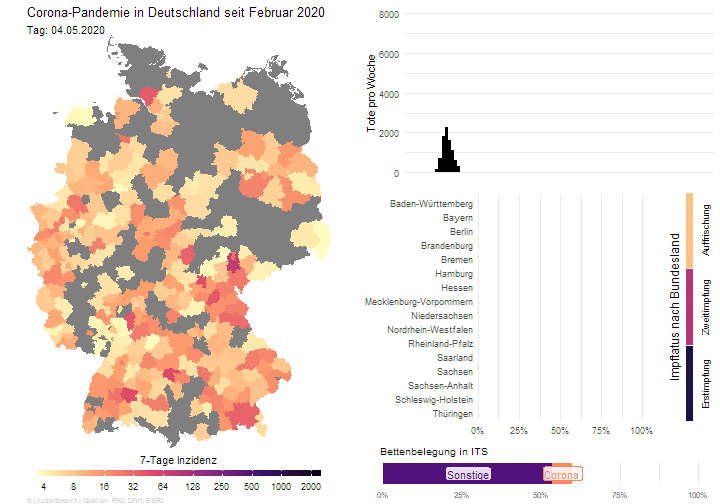 Corona-Pandemie in Deutschland seit Februar 2020
Tag: 04.05.2020
7-Tage Inzidenz
4 8 16 32 64 128 250 500 1000 2000
Quellen: RKI, DIVI, ESRI
Tote pro Woche
8000
6000
4000
2000
0
Baden-Württemberg
Bayern
Berlin
Brandenburg
Bremen
Hamburg
Hessen
Mecklenburg-Vorpommern
Niedersachsen
Nordrhein-Westfalen
Rheinland-Pfalz
Saarland
Sachsen
Sachsen-Anhalt
Schleswig-Holstein
Thüringen
0% 25% 50% 75% 100%
Impfstatus nach Bundesland
Auffrischung
Zweitimpfung
Erstimpfung
Bettenbelegung in ITS
Sonstige Corona
0% 25% 50% 75% 100%